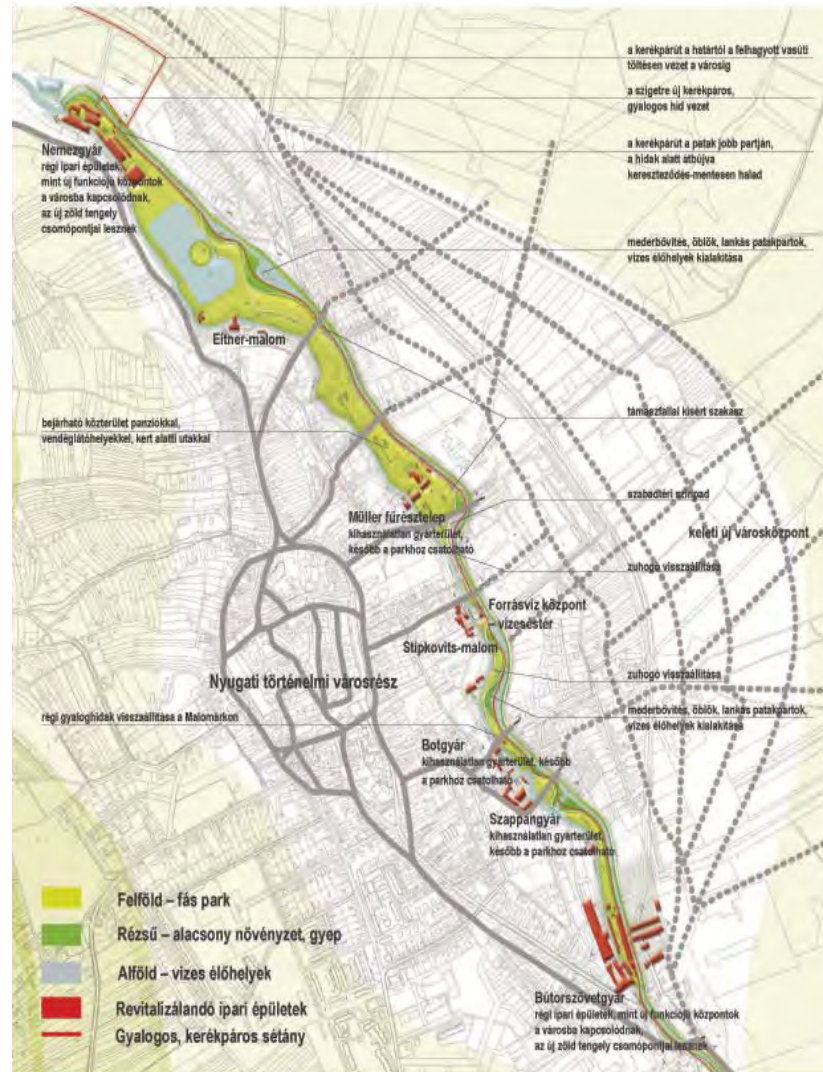 a kerékpárút a határtól a felhagyott vasúti
töltésen vezet a városig
a szigetre új kerékpáros,
gyalogos híd vezet
a kerékpárút a patak jobb partján,
a hidak alatt átbújva
kereszteződés-mentesen halad
Nemezgyár
régi ipari épületek,
mint új funkciójú központok
a városba kapcsolódnak,
az új zöld tengely
csomópontjai lesznek
mederbővítés, öblök, lankás patakpartok,
vizes élőhelyek kialakítása
Eitner-malom
támaszfallal kísért szakasz
bejárható közterület panziókkal,
vendéglátóhelyekkel, kert alatti utakkal
szabadtéri színpad
Müller fűrésztelep
kihasználatlan gyárterület,
később a parkhoz csatolható
keleti új városközpont
zuhogó visszaállítása
Forrásvíz központ
– vízeséstér
Stipkovits-malom
zuhogó visszaállítása
Nyugati történelmi városrész
mederbővítés, öblök, lankás patakpartok,
vizes élőhelyek kialakítása
régi gyaloghidak visszaállítása a Malomárkon
Botgyár
kihasználatlan gyárterület, később
a parkhoz csatolható
Szappangyár
kihasználatlan gyárterület,
később a parkhoz csatolható
Felföld – fás park
Rézsű – alacsony növényzet, gyep
Alföld – vizes élőhelyek
Revitalizálandó ipari épületek
Gyalogos, kerékpáros sétány
Bútorszövetgyár
régi ipari épületek, mint új funkciójú központok
a városba kapcsolódnak,
az új zöld tengely csomópontjai lesznek